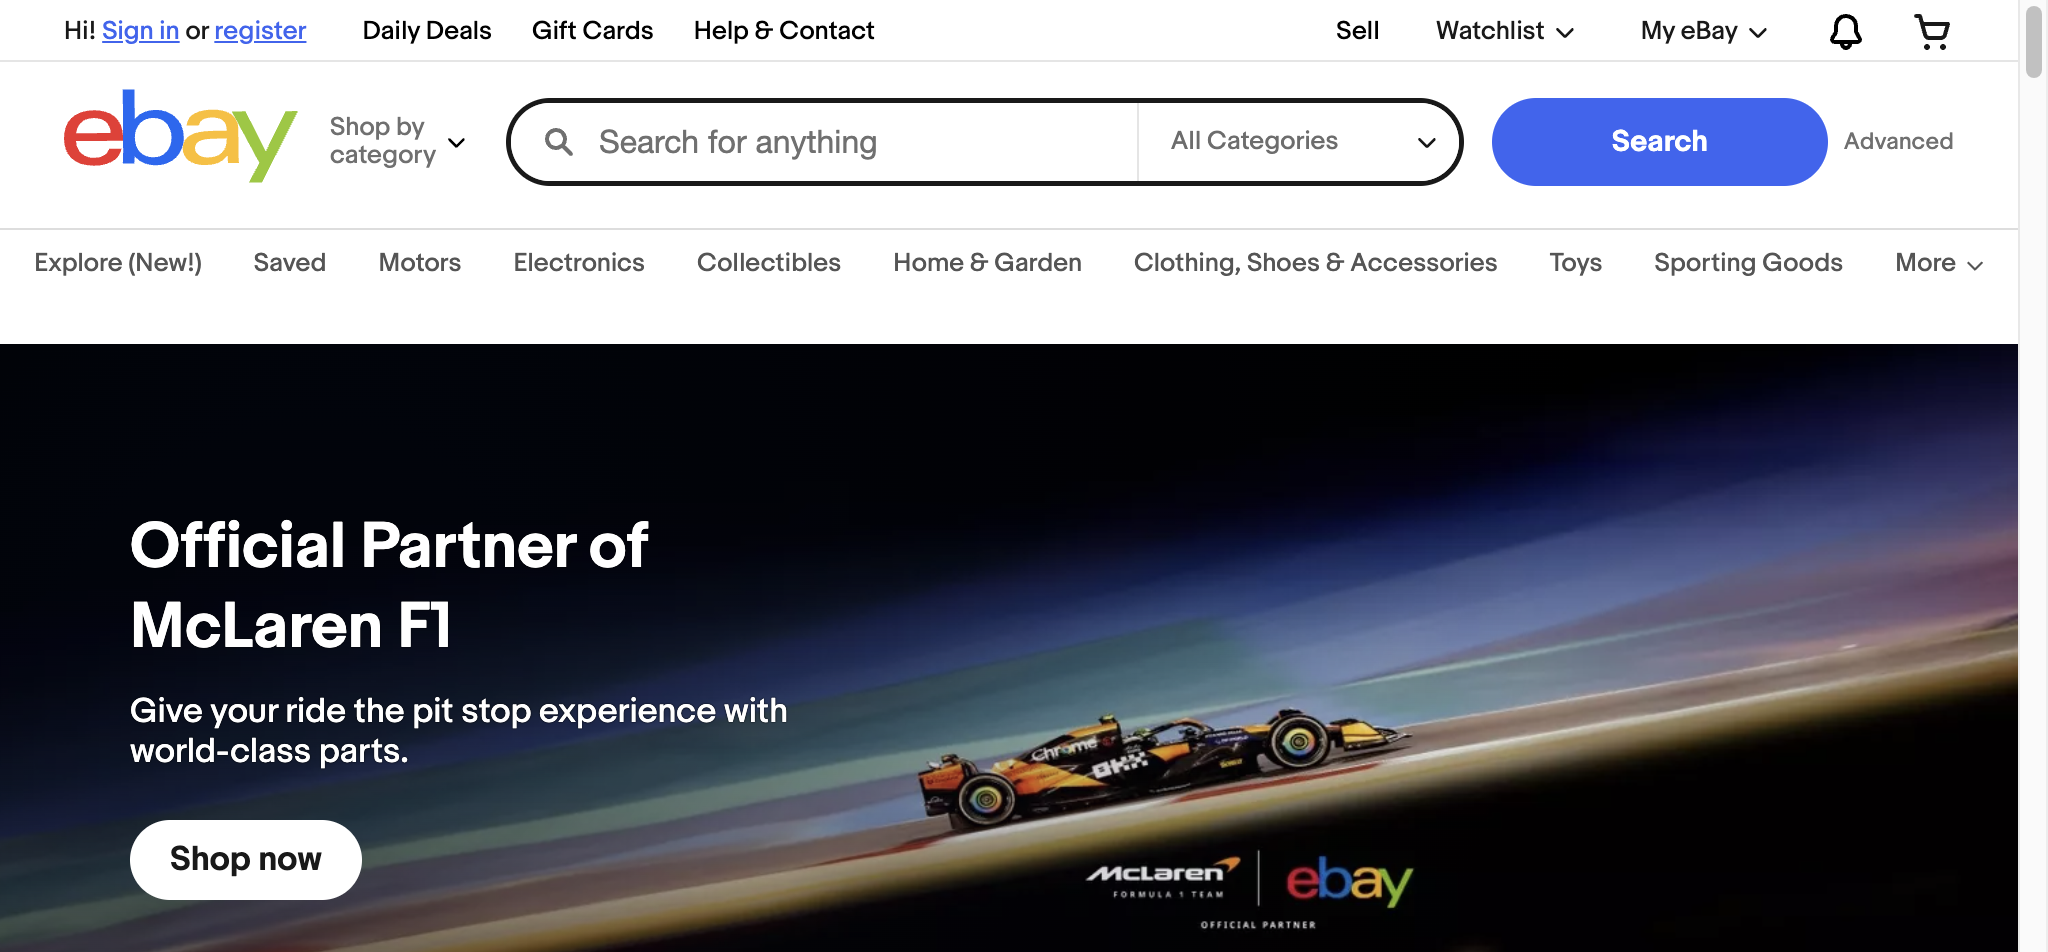 Hi! Sign in or register Daily Deals Gift Cards Help & Contact Sell Watchlist My eBay
ebay
Shop by
category
Search for anything All Categories Search Advanced
Explore (New!) Saved Motors Electronics Collectibles Home & Garden Clothing, Shoes & Accessories Toys Sporting Goods More
Official Partner of
McLaren F1
Give your ride the pit stop experience with
world-class parts.
Shop now
Chrome
OKX
McLaren
FORMULA 1 TEAM
ebay
OFFICIAL PARTNER